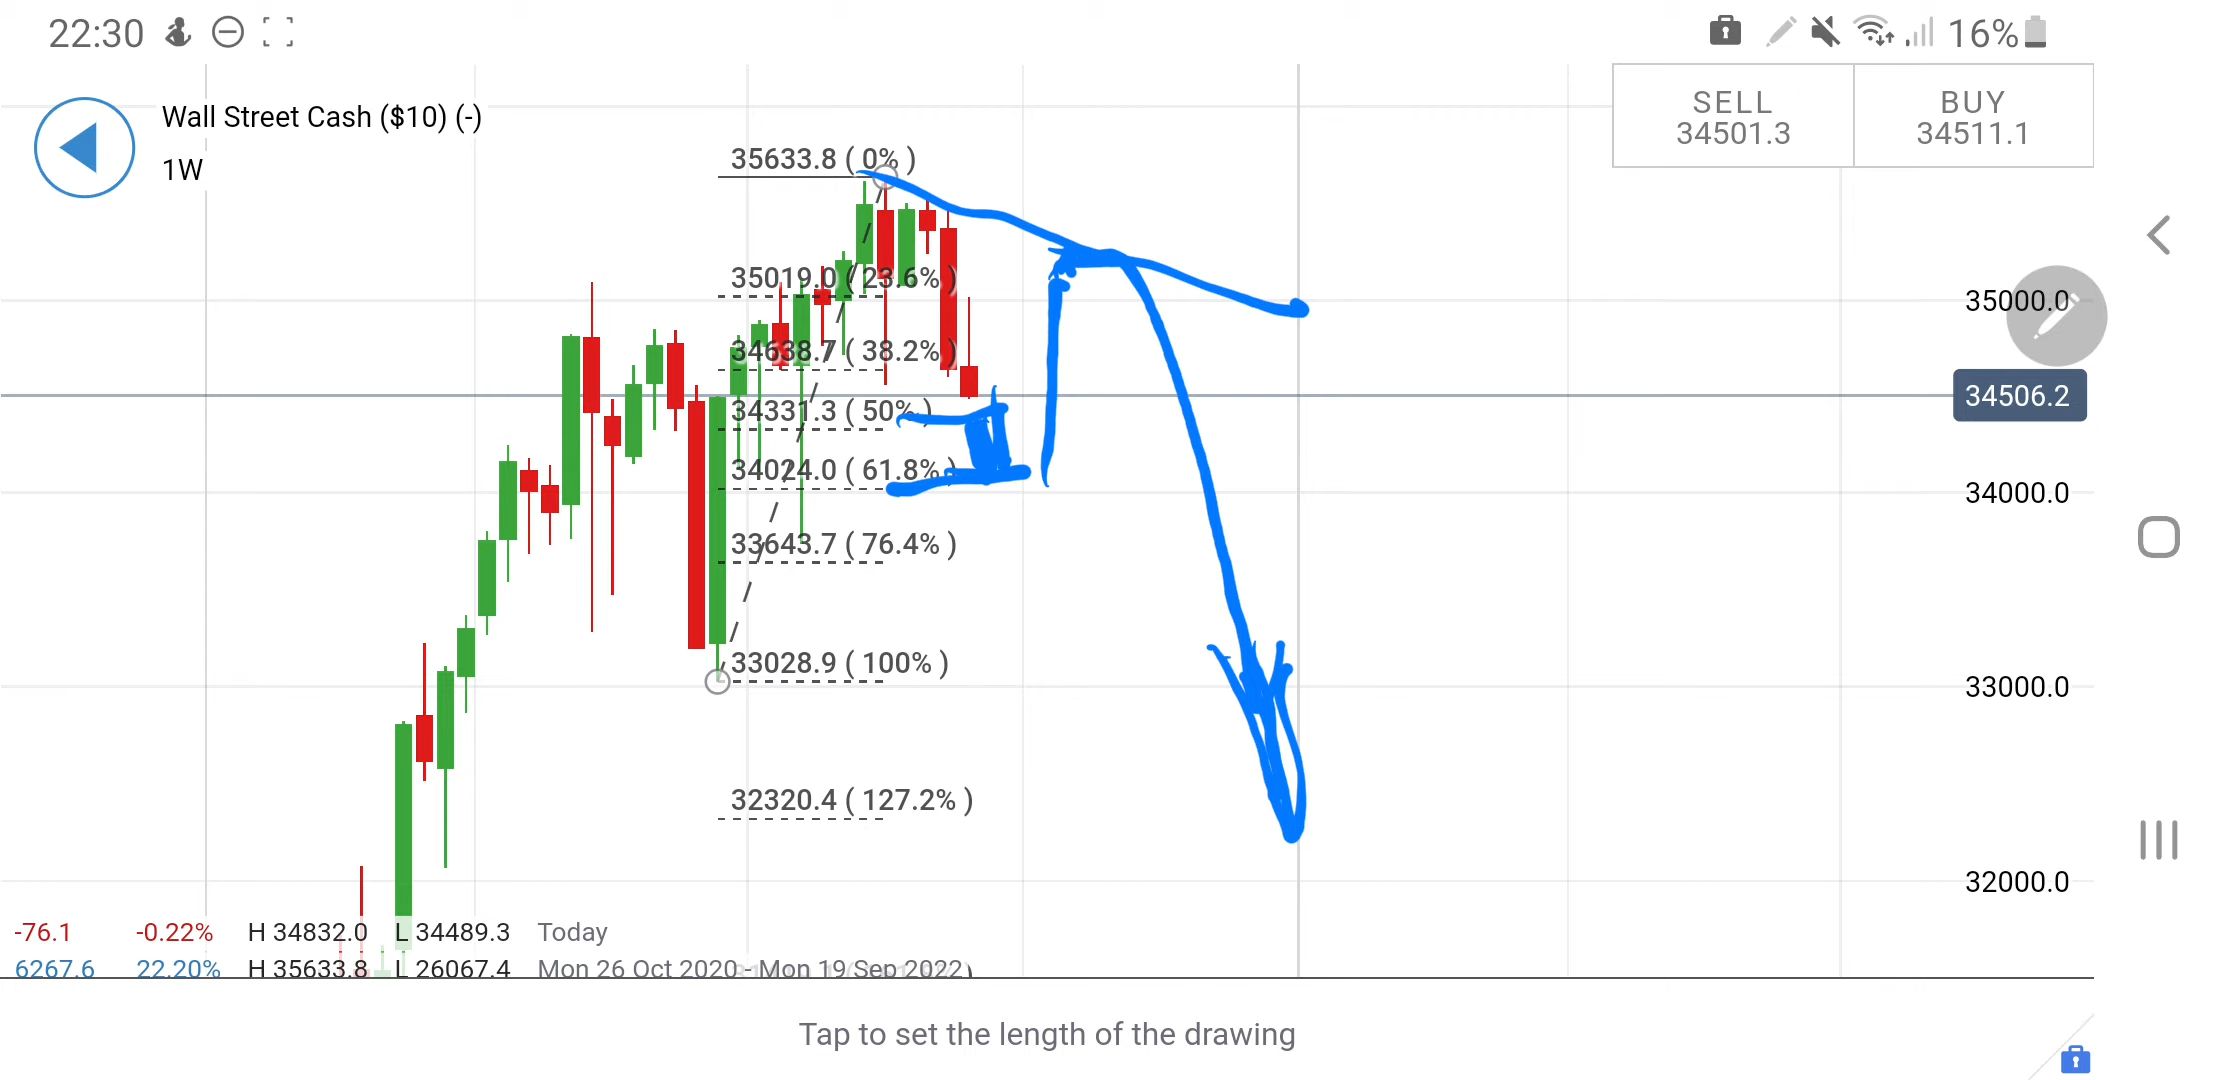 22:30
16%
Wall Street Cash ($10) (-)
1W
SELL
34501.3
BUY
34511.1
35633.8 ( 0% )
35019.0 ( 23.6% )
35000.0
34638.7 ( 38.2% )
34506.2
34331.3 ( 50% )
34024.0 ( 61.8% )
34000.0
33643.7 ( 76.4% )
33028.9 ( 100% )
33000.0
32320.4 ( 127.2% )
32000.0
-76.1 -0.22% H 34832.0 L 34489.3 Today
6267.6 22.20% H 35633.8 L 26067.4 Mon 26 Oct 2020 - Mon 19 Sep 2022
Tap to set the length of the drawing